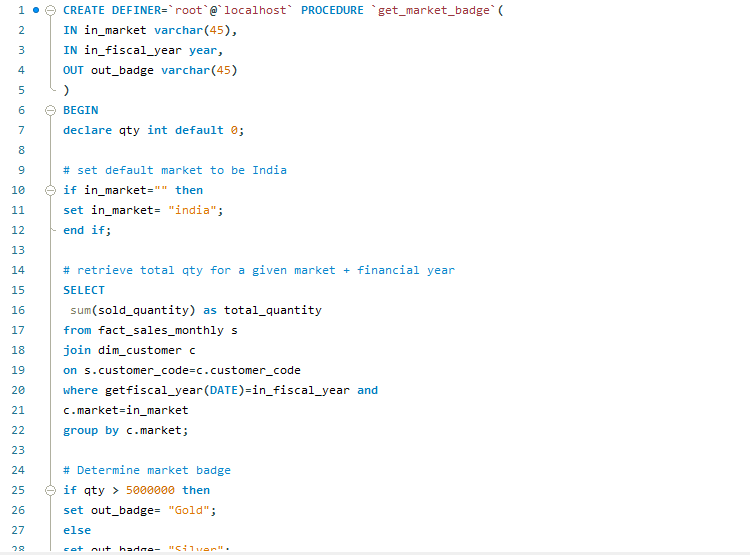 1 CREATE DEFINER=`root`@`localhost` PROCEDURE `get_market_badge`(
2 IN in_market varchar(45),
3 IN in_fiscal_year year,
4 OUT out_badge varchar(45)
5 )
6 BEGIN
7 declare qty int default 0;
8
9 # set default market to be India
10 if in_market="" then
11 set in_market= "india";
12 end if;
13
14 # retrieve total qty for a given market + financial year
15 SELECT
16 sum(sold_quantity) as total_quantity
17 from fact_sales_monthly s
18 join dim_customer c
19 on s.customer_code=c.customer_code
20 where getfiscal_year(DATE)=in_fiscal_year and
21 c.market=in_market
22 group by c.market;
23
24 # Determine market badge
25 if qty > 5000000 then
26 set out_badge= "Gold";
27 else
28 set out_badge= "Silver";